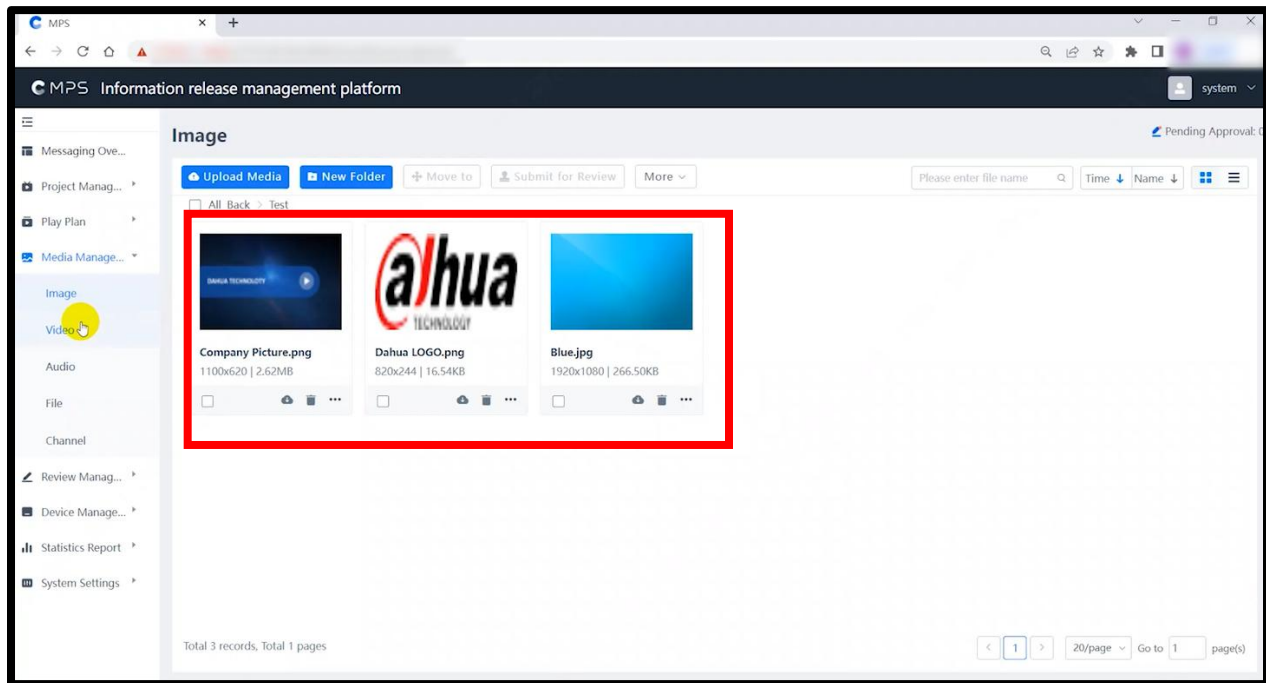 MPS
MPS Information release management platform
system
Messaging Ove...
Project Manag...
Play Plan
Media Manage...
Image
Video
Audio
File
Channel
Review Manag...
Device Manage...
Statistics Report
System Settings
Image
Pending Approval: 0
Upload Media New Folder Move to Submit for Review More
Please enter file name Time Name
All Back > Test
DAHUA TECHNOLOTY
alhua
TECHNOLOGY
Company Picture.png Dahua LOGO.png Blue.jpg
1100x620 | 2.62MB 820x244 | 16.54KB 1920x1080 | 266.50KB
Total 3 records, Total 1 pages
1 20/page Go to 1 page(s)